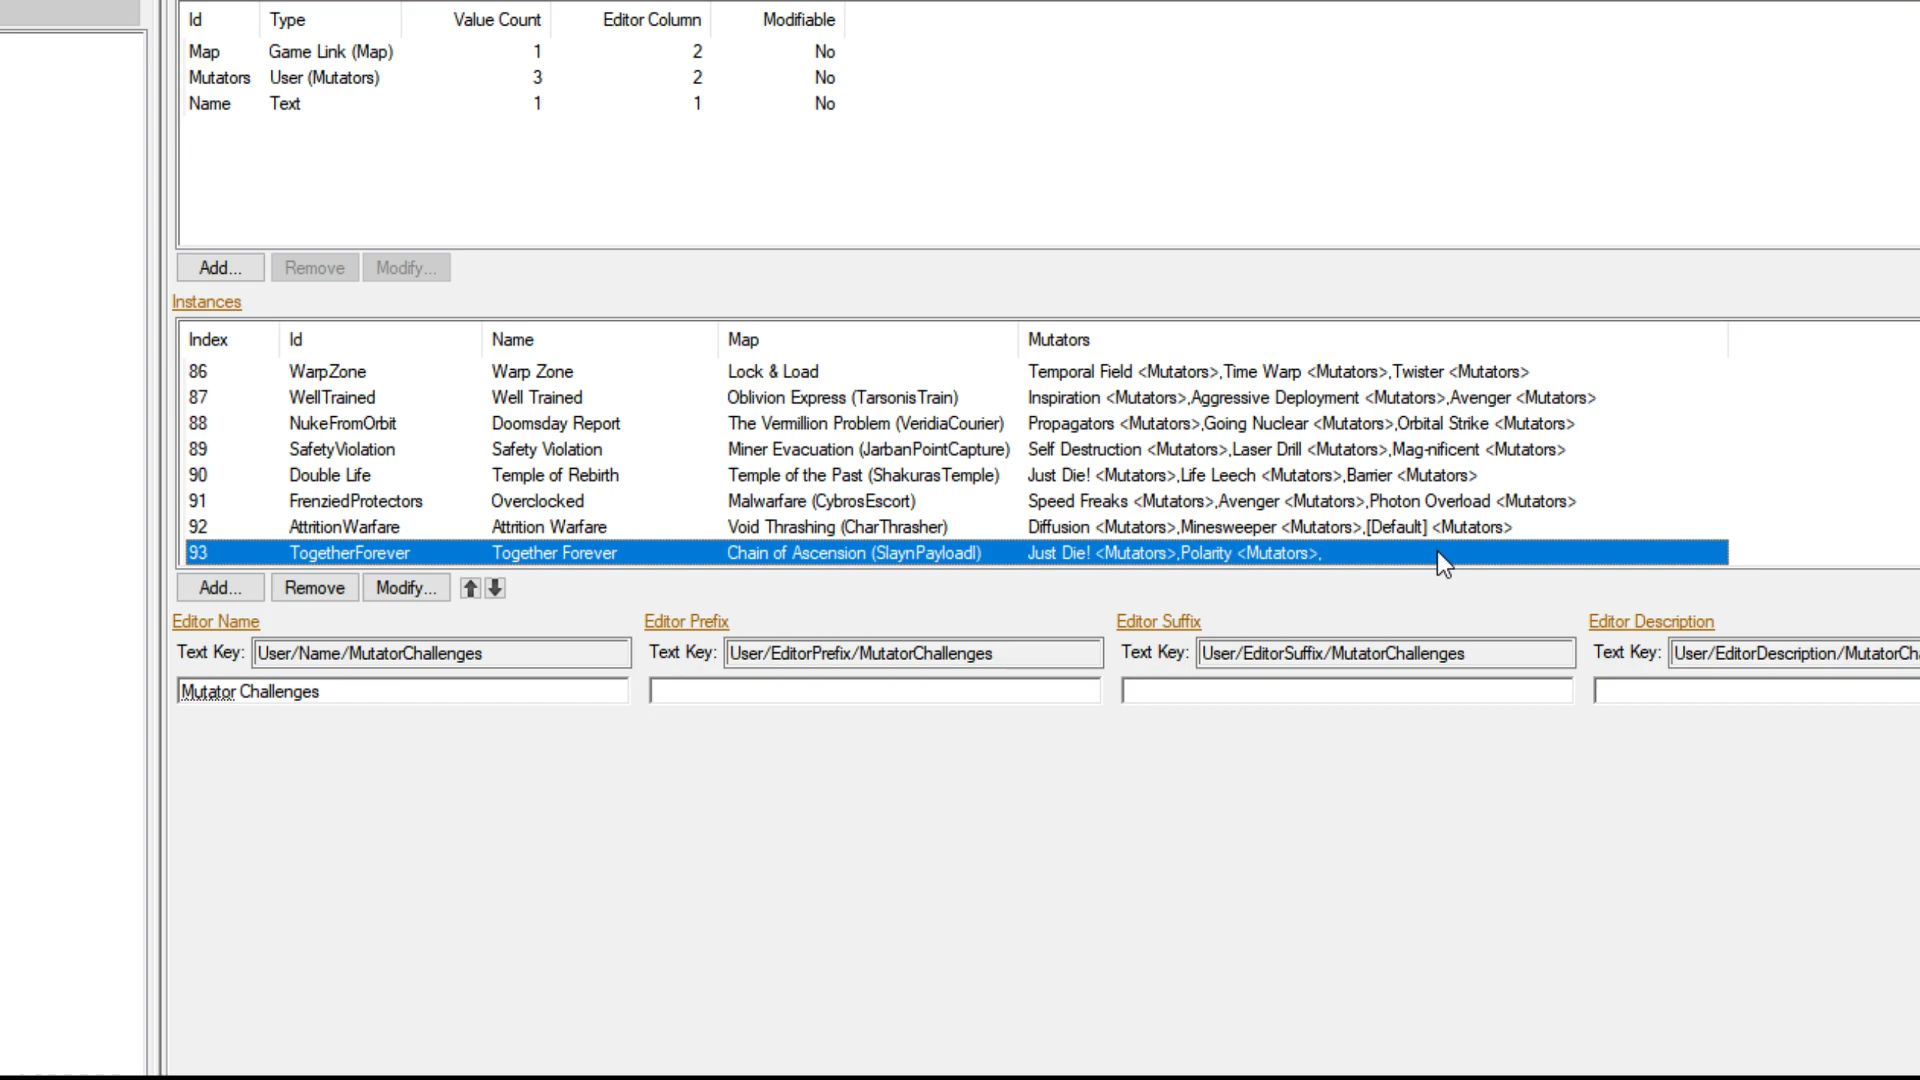 Id Type Value Count Editor Column Modifiable
Map Game Link (Map) 1 2 No
Mutators User (Mutators) 3 2 No
Name Text 1 1 No
Add... Remove Modify...
Instances
Index Id Name Map Mutators
86 WarpZone Warp Zone Lock & Load Temporal Field <Mutators>,Time Warp <Mutators>,Twister <Mutators>
87 WellTrained Well Trained Oblivion Express (TarsonisTrain) Inspiration <Mutators>,Aggressive Deployment <Mutators>,Avenger <Mutators>
88 NukeFromOrbit Doomsday Report The Vermillion Problem (VeridiaCourier) Propagators <Mutators>,Going Nuclear <Mutators>,Orbital Strike <Mutators>
89 SafetyViolation Safety Violation Miner Evacuation (JarbanPointCapture) Self Destruction <Mutators>,Laser Drill <Mutators>,Mag-nificent <Mutators>
90 Double Life Temple of Rebirth Temple of the Past (ShakurasTemple) Just Die! <Mutators>,Life Leech <Mutators>,Barrier <Mutators>
91 FrenziedProtectors Overclocked Malwarfare (CybrosEscort) Speed Freaks <Mutators>,Avenger <Mutators>,Photon Overload <Mutators>
92 AttritionWarfare Attrition Warfare Void Thrashing (CharThrasher) Diffusion <Mutators>,Minesweeper <Mutators>,[Default] <Mutators>
93 TogetherForever Together Forever Chain of Ascension (SlaynPayloadl) Just Die! <Mutators>,Polarity <Mutators>,
Add... Remove Modify...
Editor Name Editor Prefix Editor Suffix Editor Description
Text Key: User/Name/MutatorChallenges Text Key: User/EditorPrefix/MutatorChallenges Text Key: User/EditorSuffix/MutatorChallenges Text Key: User/EditorDescription/MutatorCha
Mutator Challenges